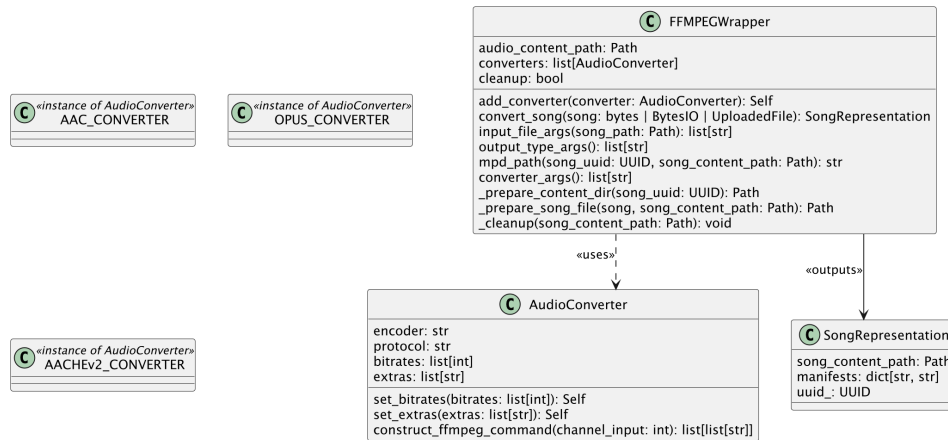 C FFMPEGWrapper
audio_content_path: Path
converters: list[AudioConverter]
cleanup: bool
add_converter(converter: AudioConverter): Self
convert_song(song: bytes | BytesIO | UploadedFile): SongRepresentation
input_file_args(song_path: Path): list[str]
output_type_args(): list[str]
mpd_path(song_uuid: UUID, song_content_path: Path): str
converter_args(): list[str]
_prepare_content_dir(song_uuid: UUID): Path
_prepare_song_file(song, song_content_path: Path): Path
_cleanup(song_content_path: Path): void
C «instance of AudioConverter»
AAC_CONVERTER
C «instance of AudioConverter»
OPUS_CONVERTER
«uses»
«outputs»
C «instance of AudioConverter»
AACHEv2_CONVERTER
C AudioConverter
encoder: str
protocol: str
bitrates: list[int]
extras: list[str]
set_bitrates(bitrates: list[int]): Self
set_extras(extras: list[str]): Self
construct_ffmpeg_command(channel_input: int): list[list[str]]
C SongRepresentation
song_content_path: Path
manifests: dict[str, str]
uuid_: UUID